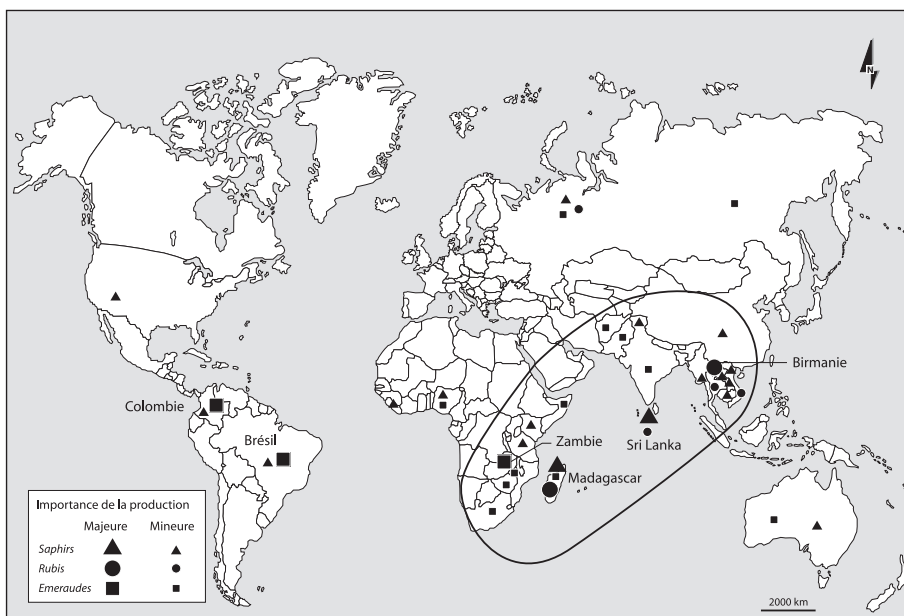 N
Birmanie
Colombie
Brésil
Zambie
Sri Lanka
Madagascar
Importance de la production
Majeure Mineure
Saphirs
Rubis
Emeraudes
2000 km